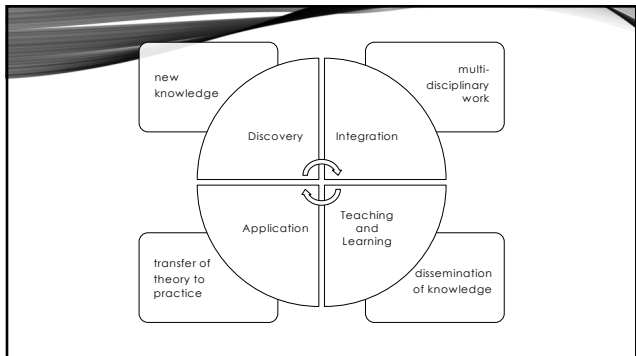 new
knowledge
multi-
disciplinary
work
Discovery
Integration
Application
Teaching
and
Learning
transfer of
theory to
practice
dissemination
of knowledge